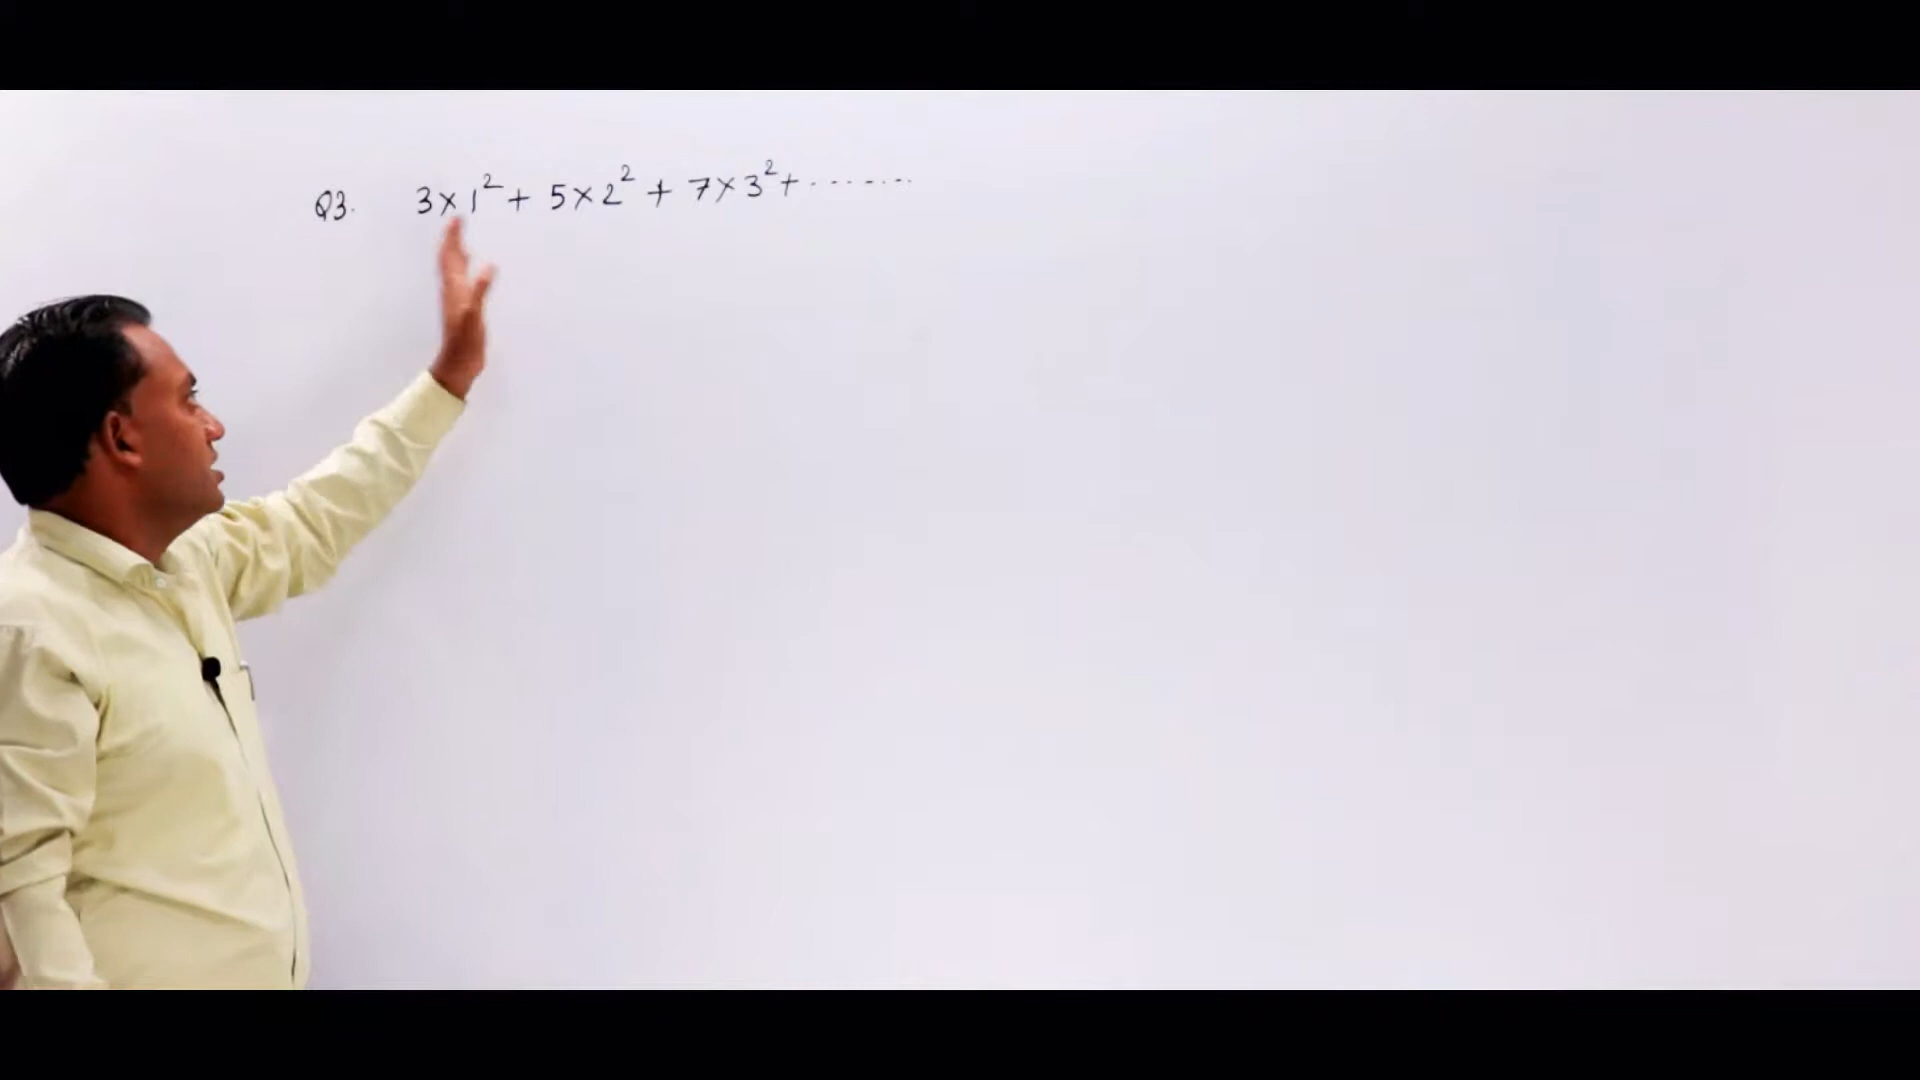 Q3. 3×1² + 5×2² + 7×3² + .......